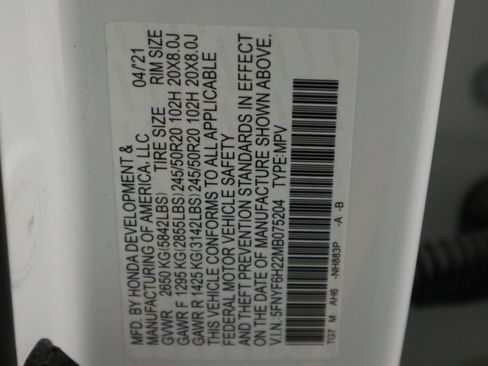 MFD. BY HONDA DEVELOPMENT & 04/21
MANUFACTURING OF AMERICA, LLC
GVWR 2650 KG(5842LBS) TIRE SIZE RIM SIZE
GAWR F 1295 KG(2855LBS)245/50R20 102H 20X8.0J
GAWR R 1425 KG(3142LBS)245/50R20 102H 20X8.0J
THIS VEHICLE CONFORMS TO ALL APPLICABLE
FEDERAL MOTOR VEHICLE SAFETY
AND THEFT PREVENTION STANDARDS IN EFFECT
ON THE DATE OF MANUFACTURE SHOWN ABOVE.
V.I.N.:5FNYF6H22MB075204 TYPE:MPV
TG7 M AH6 -NH883P -A -B